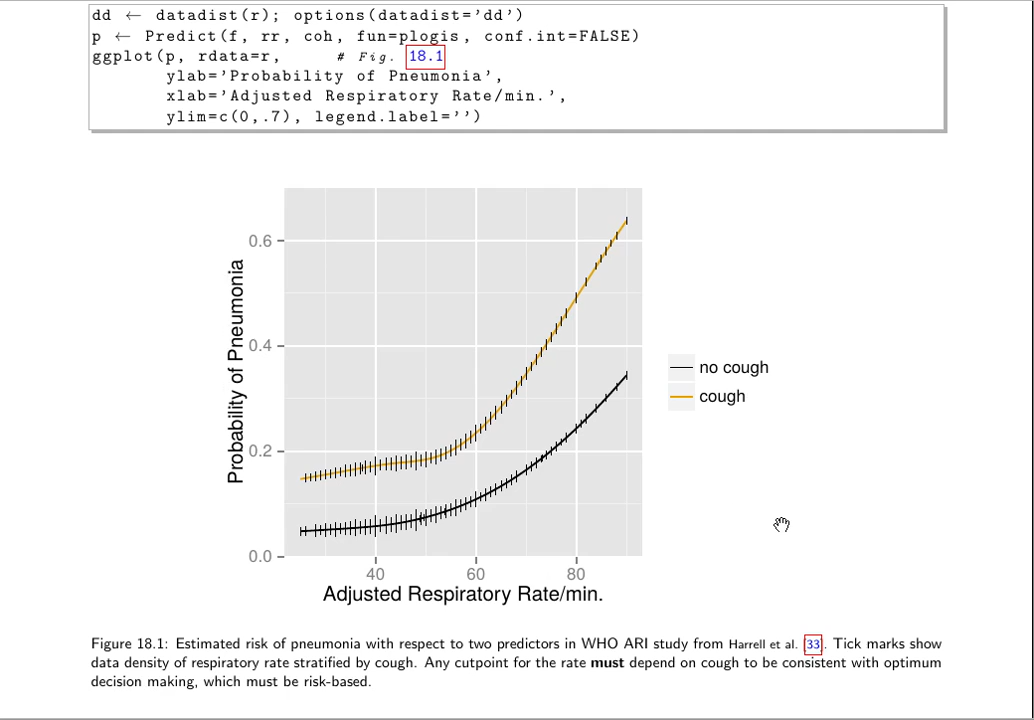 dd ← datadist(r); options(datadist='dd')
p ← Predict(f, rr, coh, fun=plogis, conf.int=FALSE)
ggplot(p, rdata=r, # Fig. 18.1
ylab='Probability of Pneumonia',
xlab='Adjusted Respiratory Rate/min.',
ylim=c(0,.7), legend.label='')
0.6
0.4
0.2
0.0
Probability of Pneumonia
40 60 80
Adjusted Respiratory Rate/min.
no cough
cough
Figure 18.1: Estimated risk of pneumonia with respect to two predictors in WHO ARI study from Harrell et al. [33]. Tick marks show
data density of respiratory rate stratified by cough. Any cutpoint for the rate must depend on cough to be consistent with optimum
decision making, which must be risk-based.